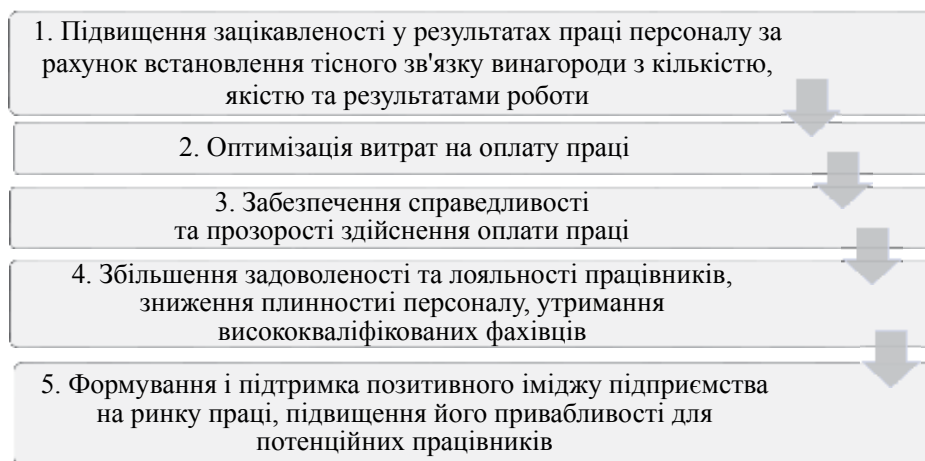 1. Підвищення зацікавленості у результатах праці персоналу за
рахунок встановлення тісного зв'язку винагороди з кількістю,
якістю та результатами роботи
2. Оптимізація витрат на оплату праці
3. Забезпечення справедливості
та прозорості здійснення оплати праці
4. Збільшення задоволеності та лояльності працівників,
зниження плинностиі персоналу, утримання
висококваліфікованих фахівців
5. Формування і підтримка позитивного іміджу підприємства
на ринку праці, підвищення його привабливості для
потенційних працівників